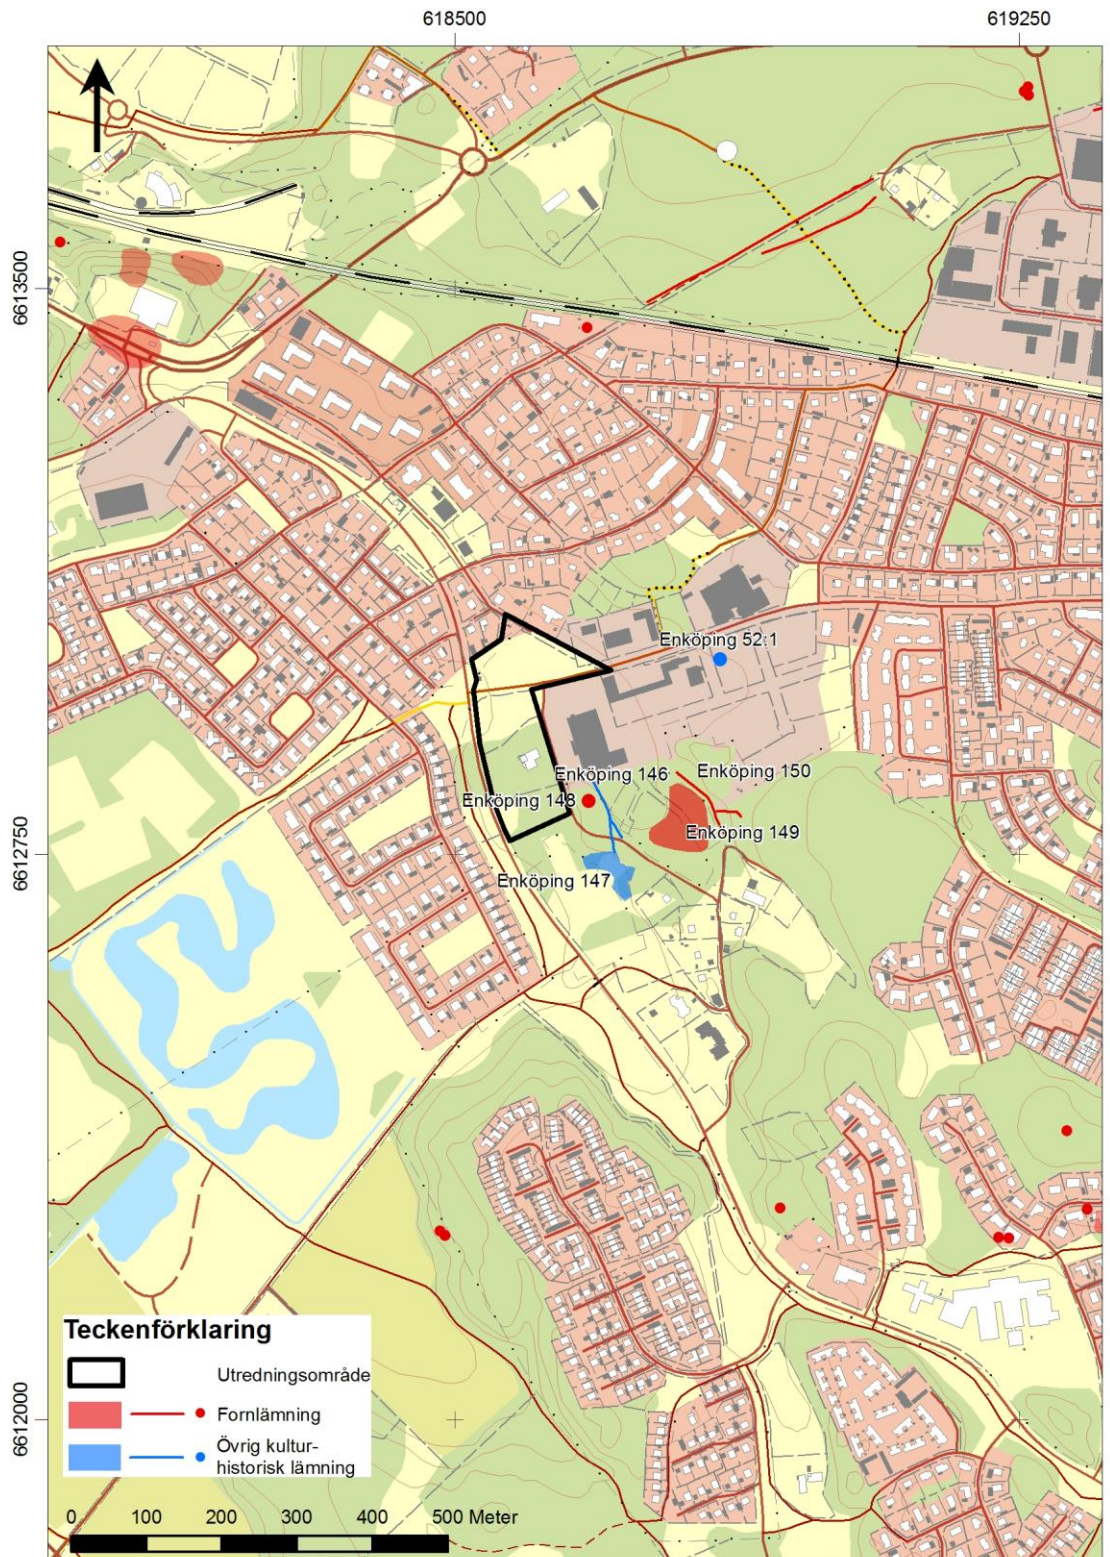 618500
619250
6613500
Enköping 52:1
Enköping 146
Enköping 150
Enköping 148
Enköping 149
6612750
Enköping 147
Teckenförklaring
Utredningsområde
Fornlämning
Övrig kultur-
historisk lämning
6612000
0 100 200 300 400 500 Meter